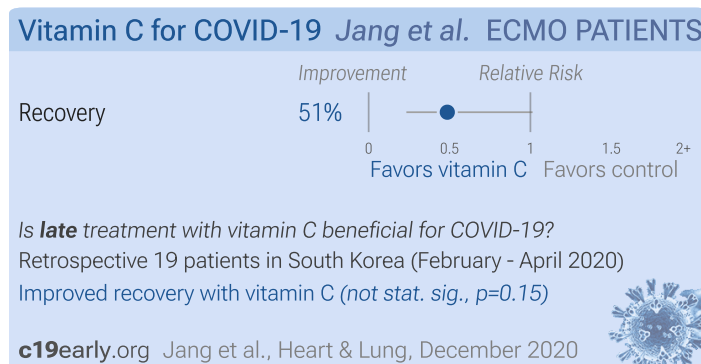 Vitamin C for COVID-19 Jang et al. ECMO PATIENTS
Improvement Relative Risk
Recovery 51%
0 0.5 1 1.5 2+
Favors vitamin C Favors control
Is late treatment with vitamin C beneficial for COVID-19?
Retrospective 19 patients in South Korea (February - April 2020)
Improved recovery with vitamin C (not stat. sig., p=0.15)
c19early.org Jang et al., Heart & Lung, December 2020